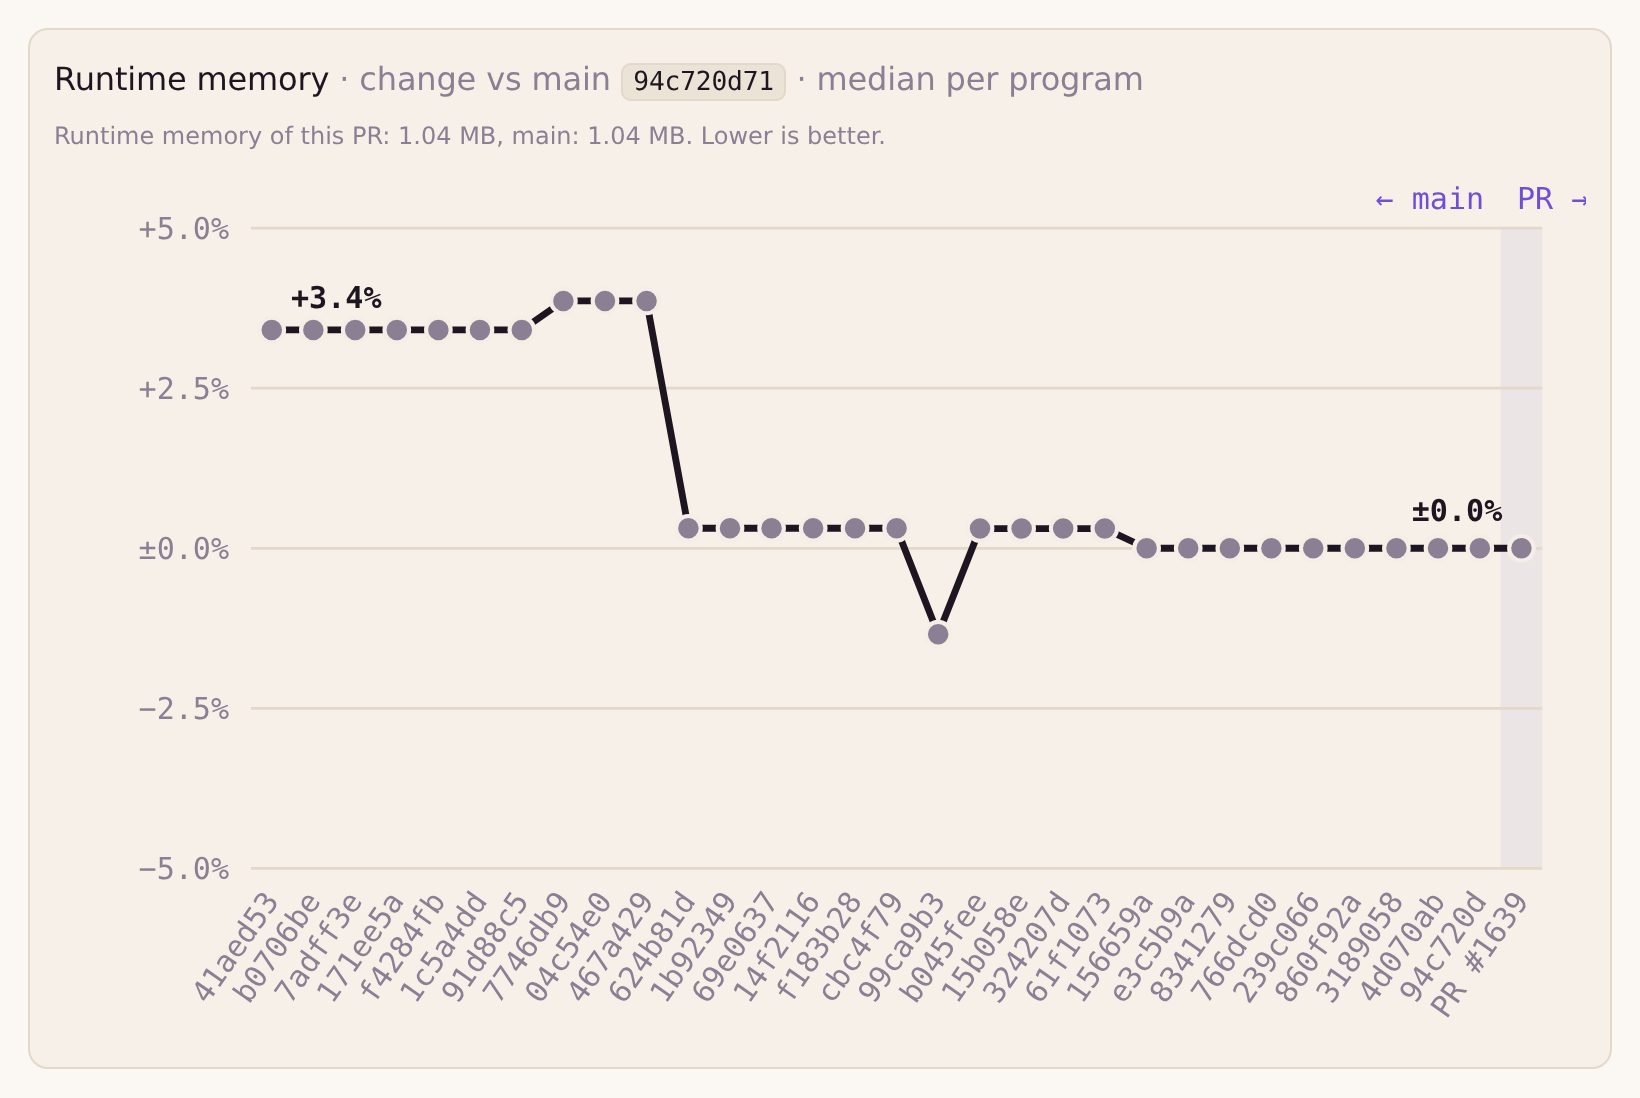 Runtime memory · change vs main 94c720d71 · median per program
Runtime memory of this PR: 1.04 MB, main: 1.04 MB. Lower is better.
← main PR →
+5.0%
+3.4%
+2.5%
±0.0%
±0.0%
−2.5%
−5.0%
41aed53
b0706be
7adff3e
171ee5a
f4284fb
1c5a4dd
91d88c5
7746db9
04c54e0
467a429
624b81d
1b92349
69e0637
14f2116
f183b28
cbc4f79
99ca9b3
b045fee
15b058e
324207d
61f1073
156659a
e3c5b9a
8341279
766dcd0
239c066
860f92a
3189058
4d070ab
94c720d
PR #1639